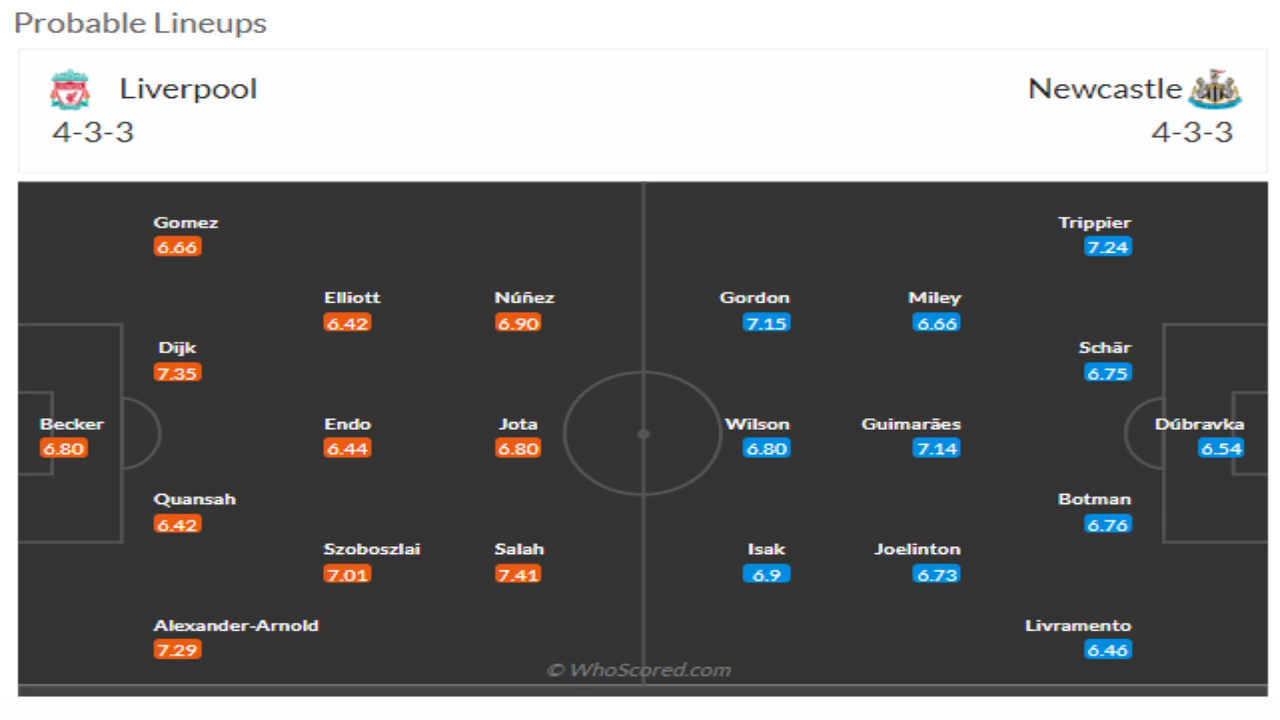 Probable Lineups
Liverpool
Newcastle
4-3-3
4-3-3
Gomez
6.66
Trippier
7.24
Elliott
6.42
Núñez
6.90
Gordon
7.15
Miley
6.66
Dijk
7.35
Schär
6.75
Becker
6.80
Endo
6.44
Jota
6.80
Wilson
6.80
Guimarães
7.14
Dúbravka
6.54
Quansah
6.42
Botman
6.76
Szoboszlai
7.01
Salah
7.41
Isak
6.9
Joelinton
6.73
Alexander-Arnold
7.29
Livramento
6.46
© WhoScored.com